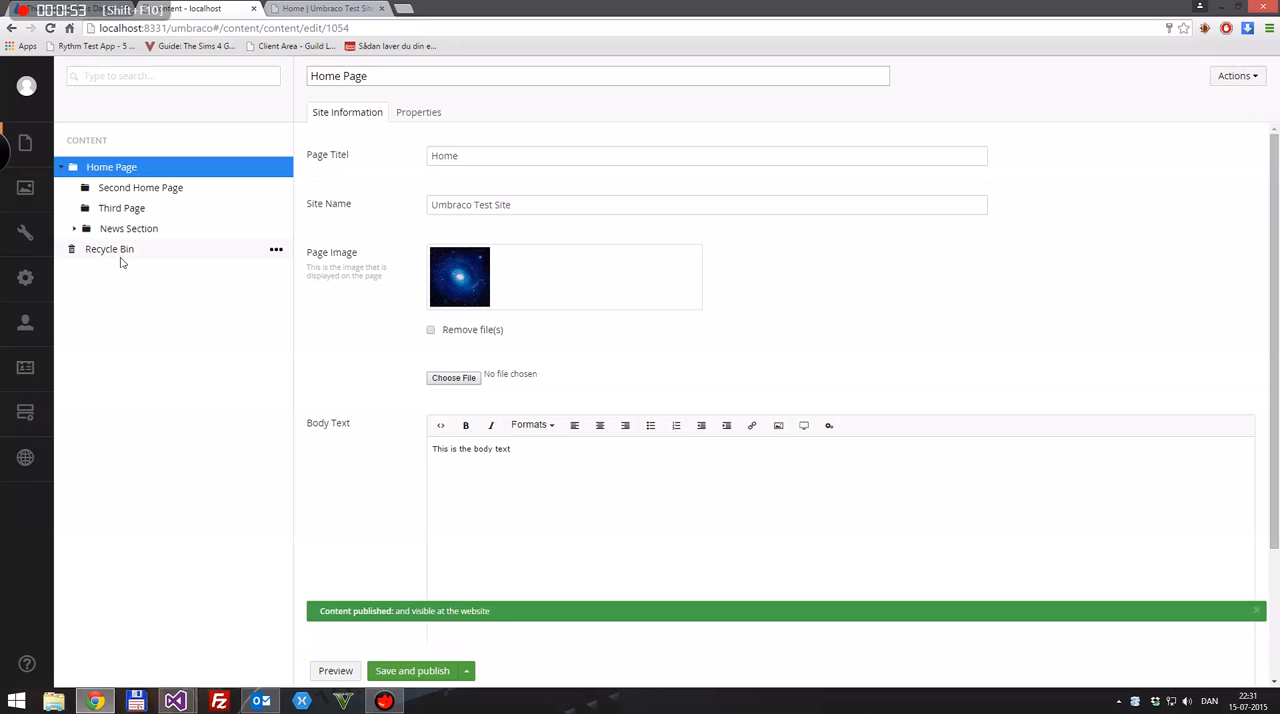 00:01:53 [Shift+F10]
ontent - localhost
Home | Umbraco Test Site
localhost:8331/umbraco#/content/content/edit/1054
Apps
Rythm Test App - 5 ...
Guide: The Sims 4 G...
Client Area - Guild L...
Sådan laver du din e...
Type to search...
Home Page
Actions
Site Information
Properties
CONTENT
Home Page
Second Home Page
Third Page
News Section
Recycle Bin
Page Titel
Home
Site Name
Umbraco Test Site
Page Image
This is the image that is
displayed on the page
Remove file(s)
Choose File
No file chosen
Body Text
Formats
This is the body text
Content published: and visible at the website
Preview
Save and publish
DAN
22:31
15-07-2015